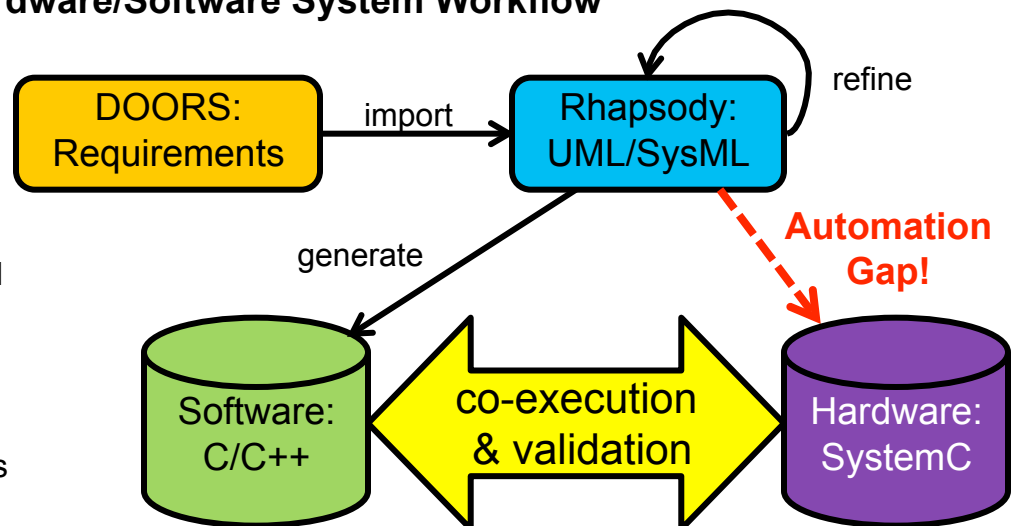 dware/Software System Workflow
DOORS:
Requirements
import
Rhapsody:
UML/SysML
refine
generate
Automation
Gap!
Software:
C/C++
co-execution
& validation
Hardware:
SystemC
s